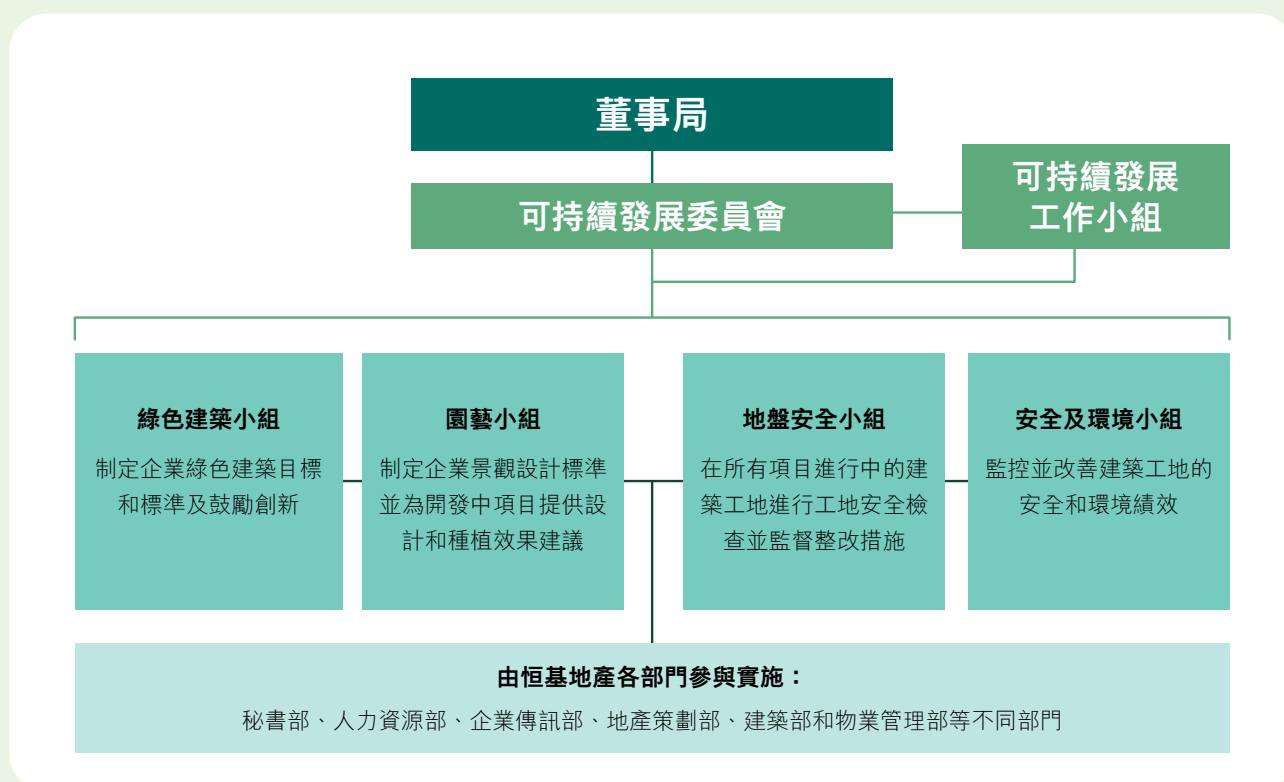 董事局
可持續發展委員會
可持續發展
工作小組
綠色建築小組
制定企業綠色建築目標
和標準及鼓勵創新
園藝小組
制定企業景觀設計標準
並為開發中項目提供設
計和種植效果建議
地盤安全小組
在所有項目進行中的建
築工地進行工地安全檢
查並監督整改措施
安全及環境小組
監控並改善建築工地的
安全和環境績效
由恒基地產各部門參與實施：
秘書部、人力資源部、企業傳訊部、地產策劃部、建築部和物業管理部等不同部門